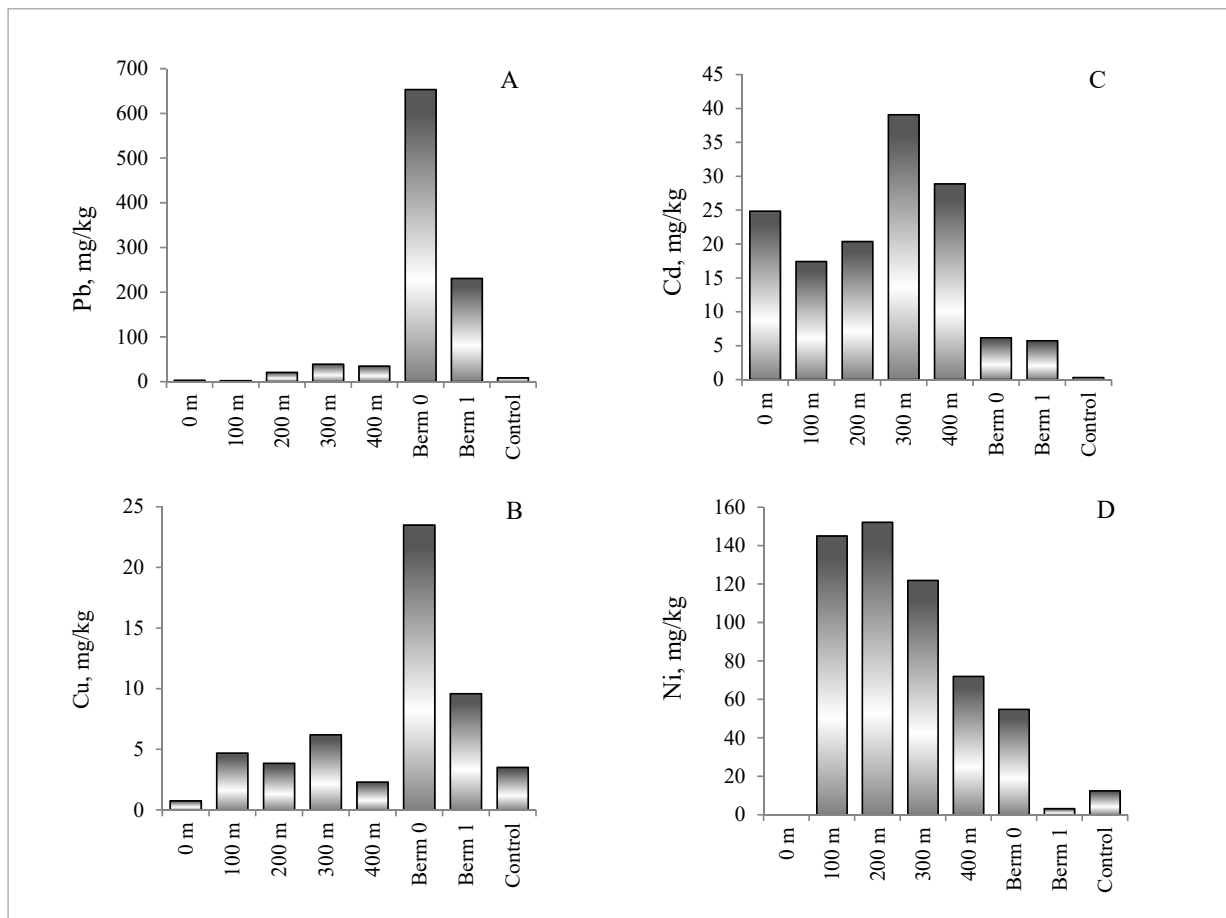 A
Pb, mg/kg
700
600
500
400
300
200
100
0
0 m
100 m
200 m
300 m
400 m
Berm 0
Berm 1
Control
C
Cd, mg/kg
45
40
35
30
25
20
15
10
5
0
0 m
100 m
200 m
300 m
400 m
Berm 0
Berm 1
Control
B
Cu, mg/kg
25
20
15
10
5
0
0 m
100 m
200 m
300 m
400 m
Berm 0
Berm 1
Control
D
Ni, mg/kg
160
140
120
100
80
60
40
20
0
0 m
100 m
200 m
300 m
400 m
Berm 0
Berm 1
Control